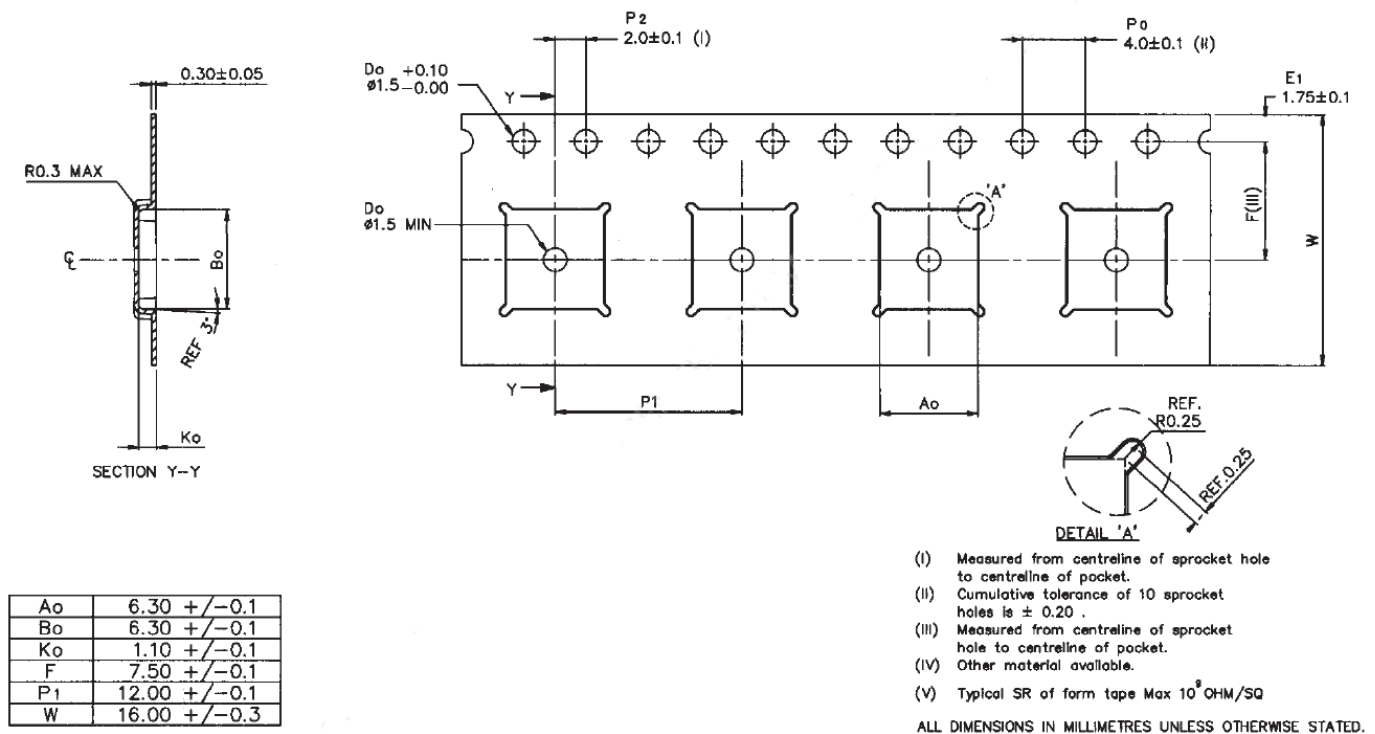 P2
2.0±0.1 (I)
Po
4.0±0.1 (II)
E1
1.75±0.1
0.30±0.05
Do +0.10
ø1.5-0.00
Y
R0.3 MAX
Do
ø1.5 MIN
'A'
F(III)
W
℄
Bo
REF 3°
Ko
SECTION Y-Y
Y
P1
Ao
REF.
R0.25
REF.0.25
DETAIL 'A'
(I) Measured from centreline of sprocket hole
to centreline of pocket.
(II) Cumulative tolerance of 10 sprocket
holes is ± 0.20 .
(III) Measured from centreline of sprocket
hole to centreline of pocket.
(IV) Other material available.
(V) Typical SR of form tape Max 10⁹ OHM/SQ
ALL DIMENSIONS IN MILLIMETRES UNLESS OTHERWISE STATED.
Ao 6.30 +/-0.1
Bo 6.30 +/-0.1
Ko 1.10 +/-0.1
F 7.50 +/-0.1
P1 12.00 +/-0.1
W 16.00 +/-0.3